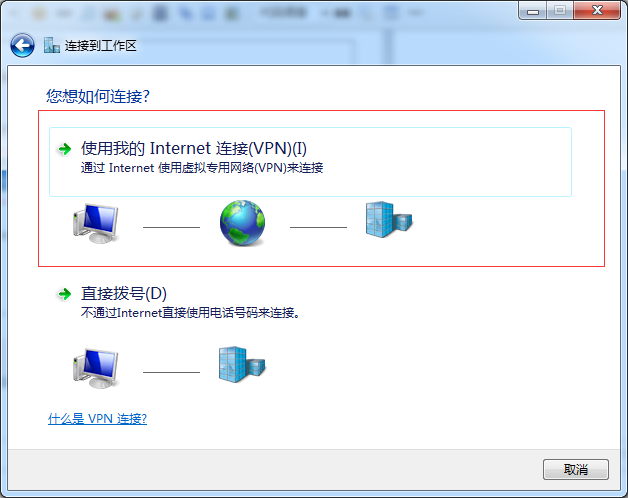 连接到工作区
您想如何连接?
使用我的 Internet 连接(VPN)(I)
通过 Internet 使用虚拟专用网络(VPN)来连接
直接拨号(D)
不通过Internet直接使用电话号码来连接。
什么是 VPN 连接?
取消